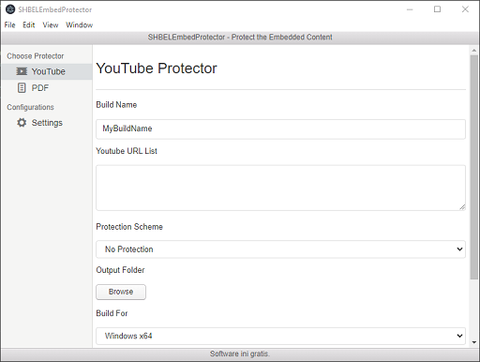 SHBELEmbedProtector
File Edit View Window
SHBELEmbedProtector - Protect the Embedded Content
Choose Protector
YouTube
PDF
Configurations
Settings
YouTube Protector
Build Name
MyBuildName
Youtube URL List
Protection Scheme
No Protection
Output Folder
Browse
Build For
Windows x64
Software ini gratis.